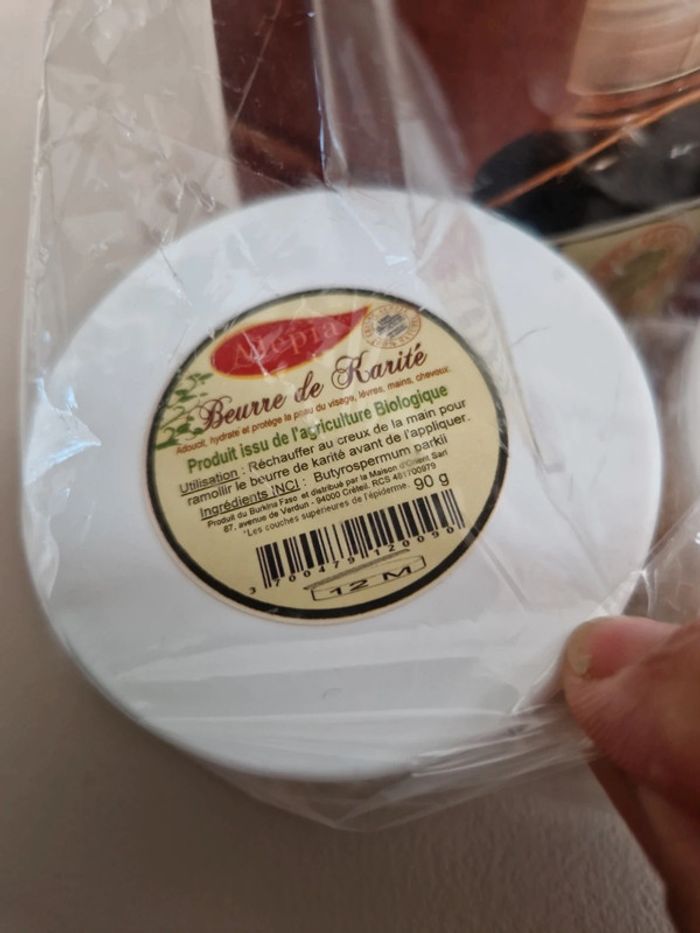 Alepia
Beurre de Karité
Adoucit, hydrate et protège la peau du visage, lèvres, mains, cheveux.
Produit issu de l'agriculture Biologique
Utilisation : Réchauffer au creux de la main pour
ramollir le beurre de karité avant de l'appliquer.
Ingrédients INCI : Butyrospermum parkii
Produit du Burkina Faso et distribué par la Maison d'Orient Sarl
67, avenue de Verdun - 94000 Créteil. RCS 481700979
*Les couches supérieures de l'épiderme. 90 g
3 700479 120090
12 M